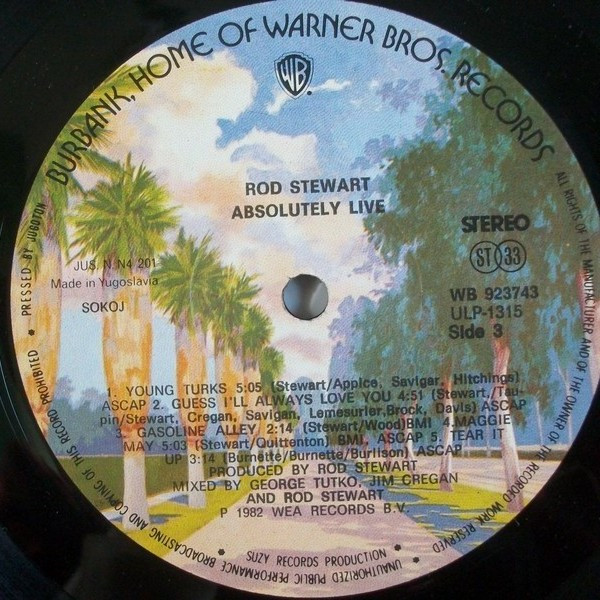 BURBANK, HOME OF WARNER BROS. RECORDS
WB
ROD STEWART
ABSOLUTELY LIVE
JUS. N. N4 201
Made in Yugoslavia
SOKOJ
STEREO
ST 33
WB 923743
ULP-1315
Side 3
1. YOUNG TURKS 5:05 (Stewart/Appice, Savigar, Hitchings)
ASCAP 2. GUESS I'LL ALWAYS LOVE YOU 4:51 (Stewart,/Tau-
pin/Stewart, Cregan, Savigan, Lemesurier,Brock, Davis) ASCAP
3. GASOLINE ALLEY 2:14 (Stewart/Wood)BMI 4.MAGGIE
MAY 5:03 (Stewart/Quittenton) BMI, ASCAP 5. TEAR IT
UP 3:14 (Burnette/Burnette/Burlison) ASCAP
PRODUCED BY ROD STEWART
MIXED BY GEORGE TUTKO, JIM CREGAN
AND ROD STEWART
P 1982 WEA RECORDS B.V.
ALL RIGHTS OF THE MANUFACTURER AND OF THE OWNER OF THE RECORDED WORK RESERVED * UNAUTHORIZED PUBLIC PERFORMANCE BROADCASTING AND COPYING OF THIS RECORD PROHIBITED * PRESSED BY JUGOTON
* SUZY RECORDS PRODUCTION *